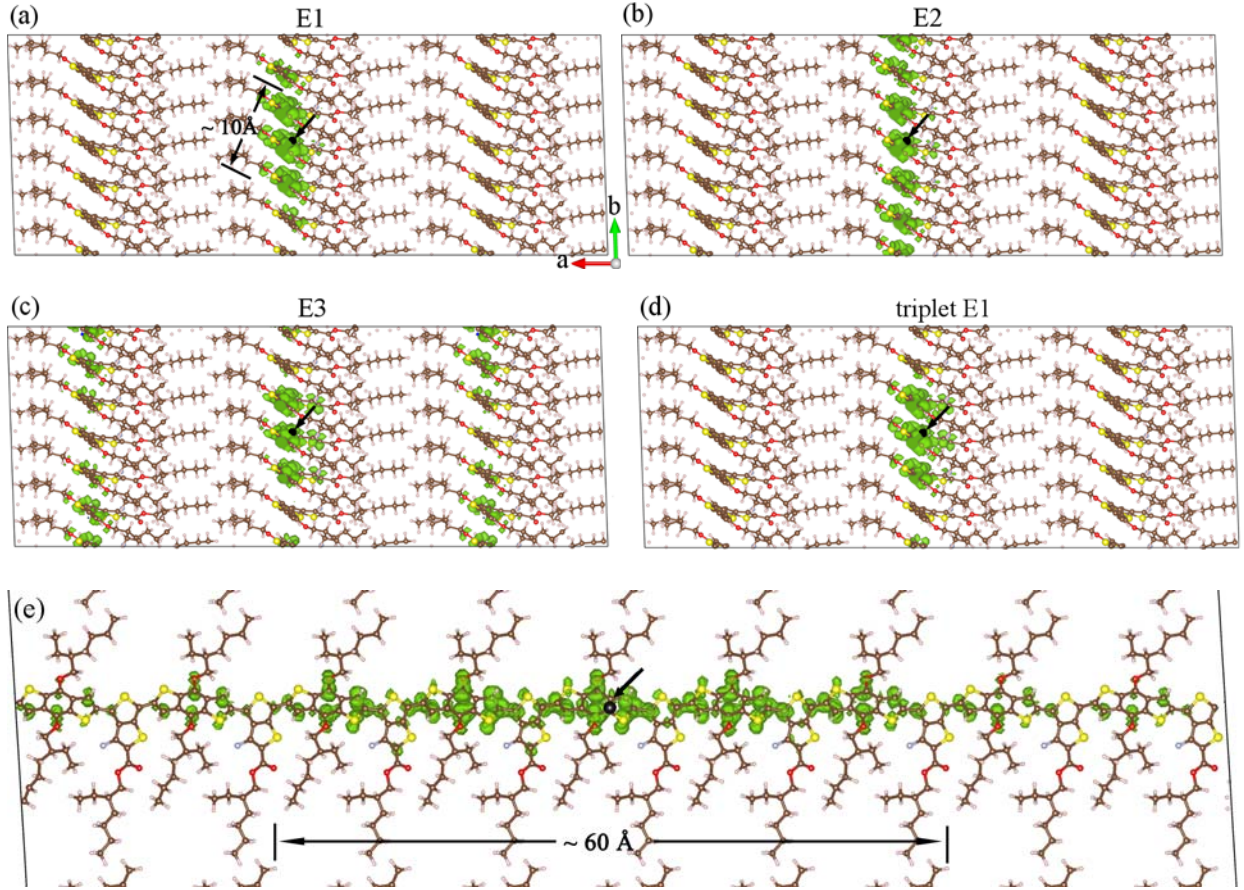 (a) E1
(b) E2
~ 10Å
b
a
(c) E3
(d) triplet E1
(e)
~ 60 Å